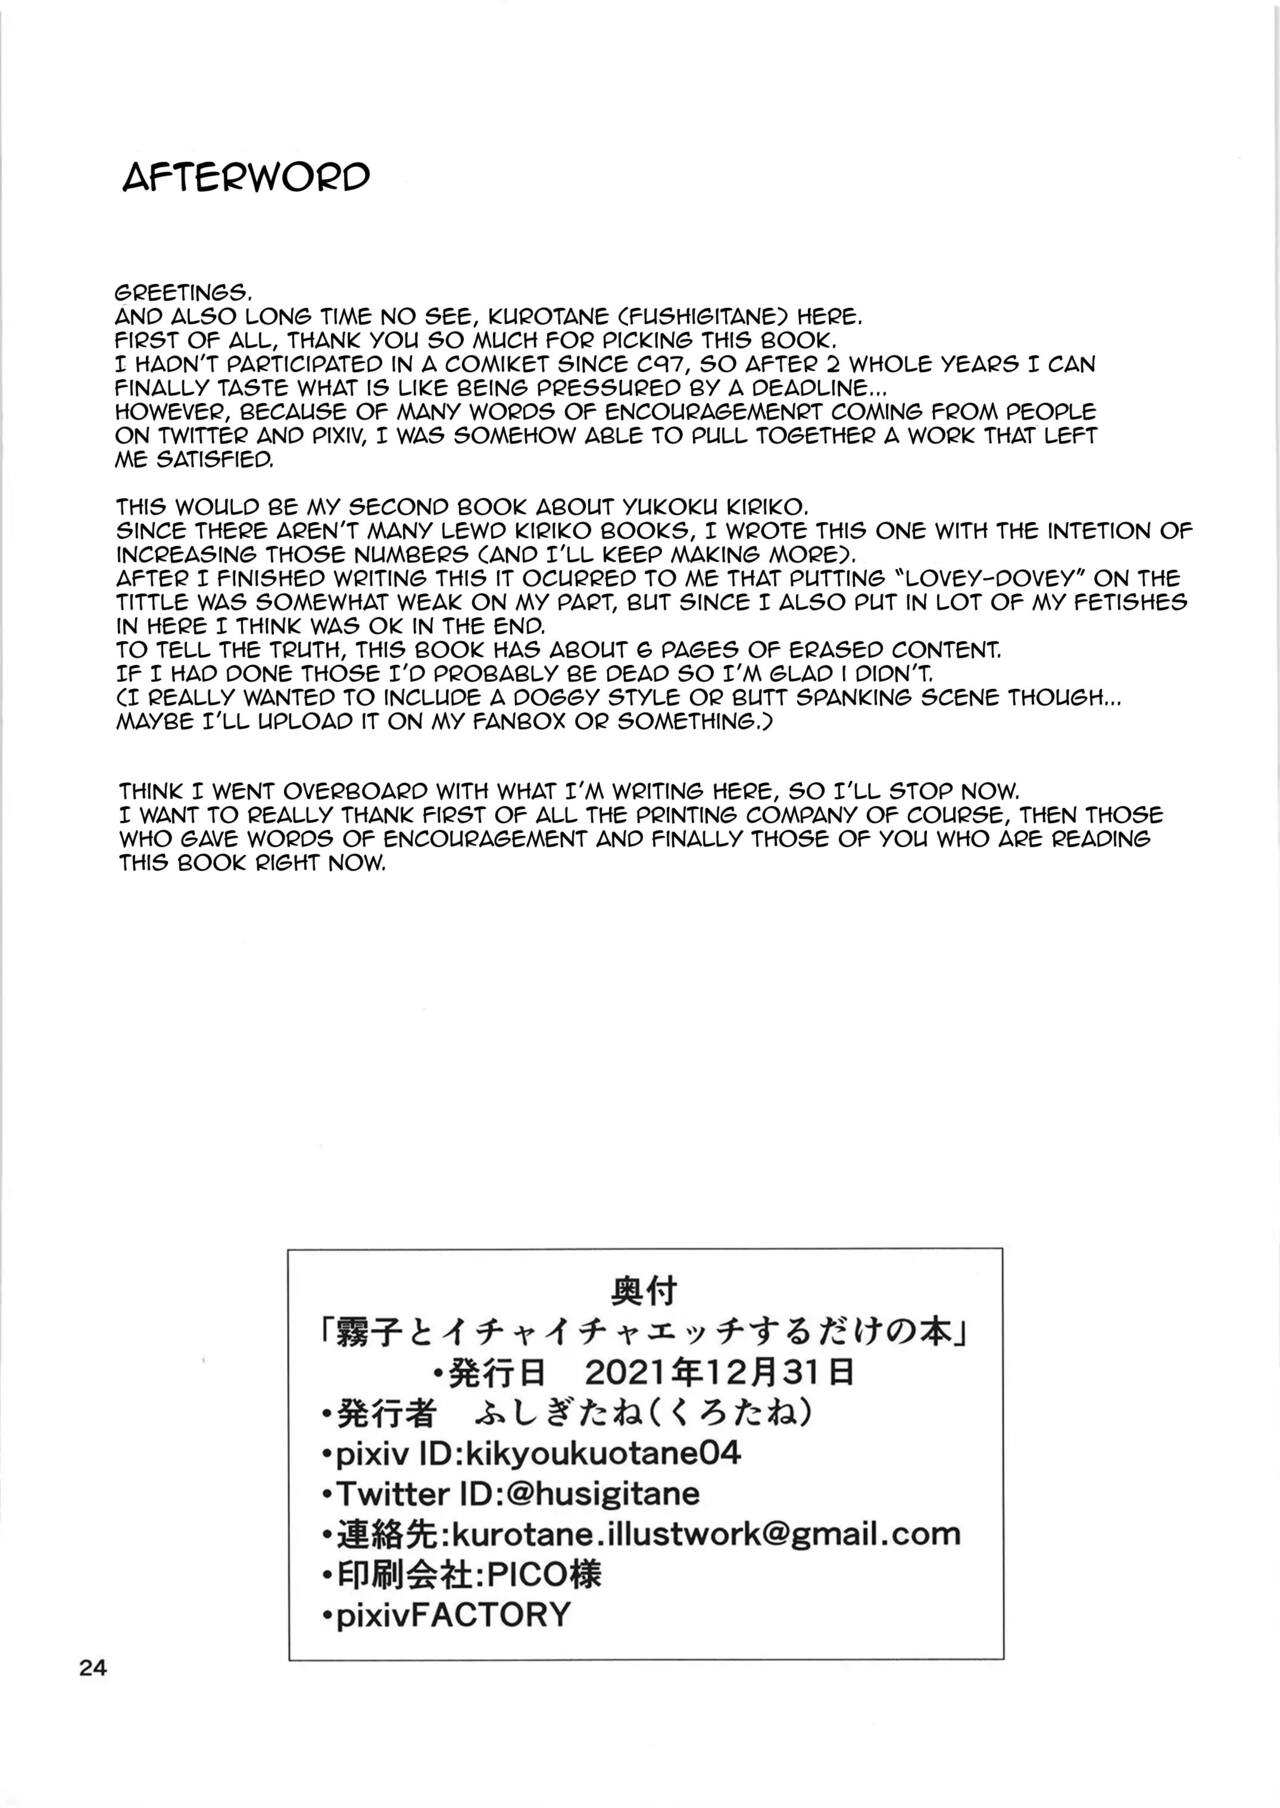 AFTERWORD
GREETINGS.
AND ALSO LONG TIME NO SEE, KUROTANE (FUSHIGITANE) HERE.
FIRST OF ALL, THANK YOU SO MUCH FOR PICKING THIS BOOK.
I HADN'T PARTICIPATED IN A COMIKET SINCE C97, SO AFTER 2 WHOLE YEARS I CAN
FINALLY TASTE WHAT IS LIKE BEING PRESSURED BY A DEADLINE...
HOWEVER, BECAUSE OF MANY WORDS OF ENCOURAGEMENRT COMING FROM PEOPLE
ON TWITTER AND PIXIV, I WAS SOMEHOW ABLE TO PULL TOGETHER A WORK THAT LEFT
ME SATISFIED.
THIS WOULD BE MY SECOND BOOK ABOUT YUKOKU KIRIKO.
SINCE THERE AREN'T MANY LEWD KIRIKO BOOKS, I WROTE THIS ONE WITH THE INTETION OF
INCREASING THOSE NUMBERS (AND I'LL KEEP MAKING MORE).
AFTER I FINISHED WRITING THIS IT OCURRED TO ME THAT PUTTING "LOVEY-DOVEY" ON THE
TITTLE WAS SOMEWHAT WEAK ON MY PART, BUT SINCE I ALSO PUT IN LOT OF MY FETISHES
IN HERE I THINK WAS OK IN THE END.
TO TELL THE TRUTH, THIS BOOK HAS ABOUT 6 PAGES OF ERASED CONTENT.
IF I HAD DONE THOSE I'D PROBABLY BE DEAD SO I'M GLAD I DIDN'T.
(I REALLY WANTED TO INCLUDE A DOGGY STYLE OR BUTT SPANKING SCENE THOUGH...
MAYBE I'LL UPLOAD IT ON MY FANBOX OR SOMETHING.)
THINK I WENT OVERBOARD WITH WHAT I'M WRITING HERE, SO I'LL STOP NOW.
I WANT TO REALLY THANK FIRST OF ALL THE PRINTING COMPANY OF COURSE, THEN THOSE
WHO GAVE WORDS OF ENCOURAGEMENT AND FINALLY THOSE OF YOU WHO ARE READING
THIS BOOK RIGHT NOW.
奥付
「霧子とイチャイチャエッチするだけの本」
・発行日　2021年12月31日
・発行者　ふしぎたね(くろたね)
・pixiv ID:kikyoukuotane04
・Twitter ID:@husigitane
・連絡先:kurotane.illustwork@gmail.com
・印刷会社:PICO様
・pixivFACTORY
24